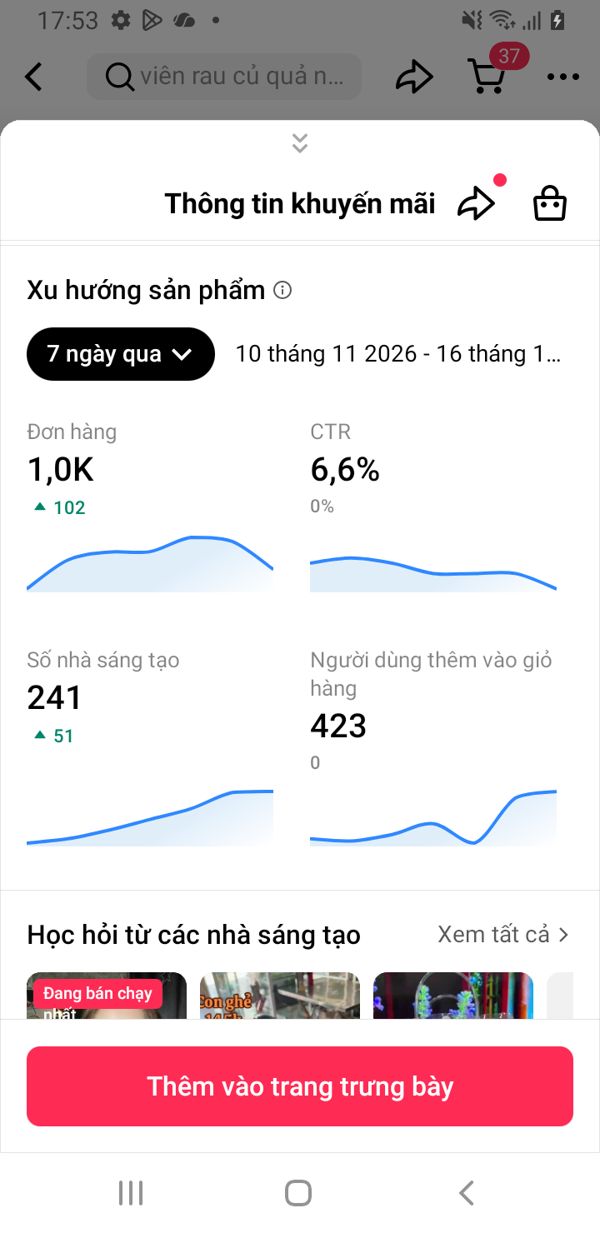 17:53
viên rau củ quả n...
37
Thông tin khuyến mãi
Xu hướng sản phẩm
7 ngày qua
10 tháng 11 2026 - 16 tháng 1...
Đơn hàng
1,0K
102
CTR
6,6%
0%
Số nhà sáng tạo
241
51
Người dùng thêm vào giỏ
hàng
423
0
Học hỏi từ các nhà sáng tạo
Xem tất cả
Đang bán chạy
nhất
Con ghẻ
Thêm vào trang trưng bày